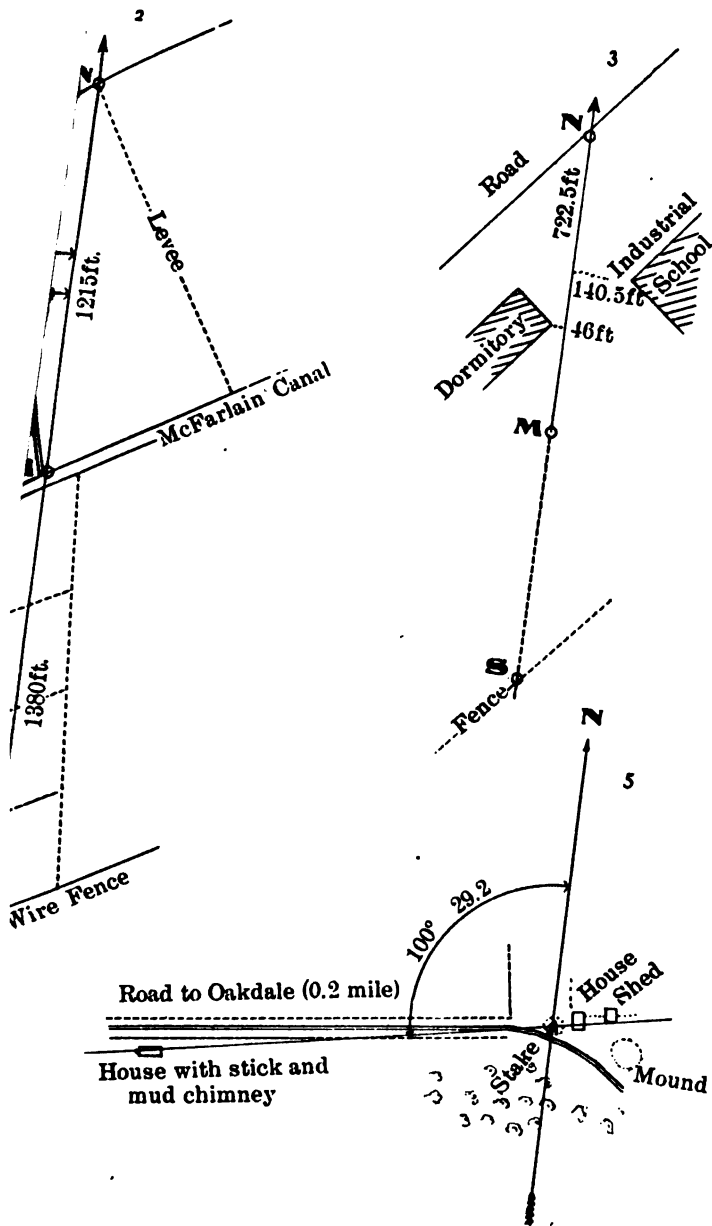 2
N
Levee
1215ft.
McFarlain Canal
1380ft.
Wire Fence
3
N
Road
722.5ft
Industrial
School
140.5ft
46ft
Dormitory
M
S
Fence
N
5
100° 29.2
Road to Oakdale (0.2 mile)
House
Shed
Stake
Mound
House with stick and
mud chimney